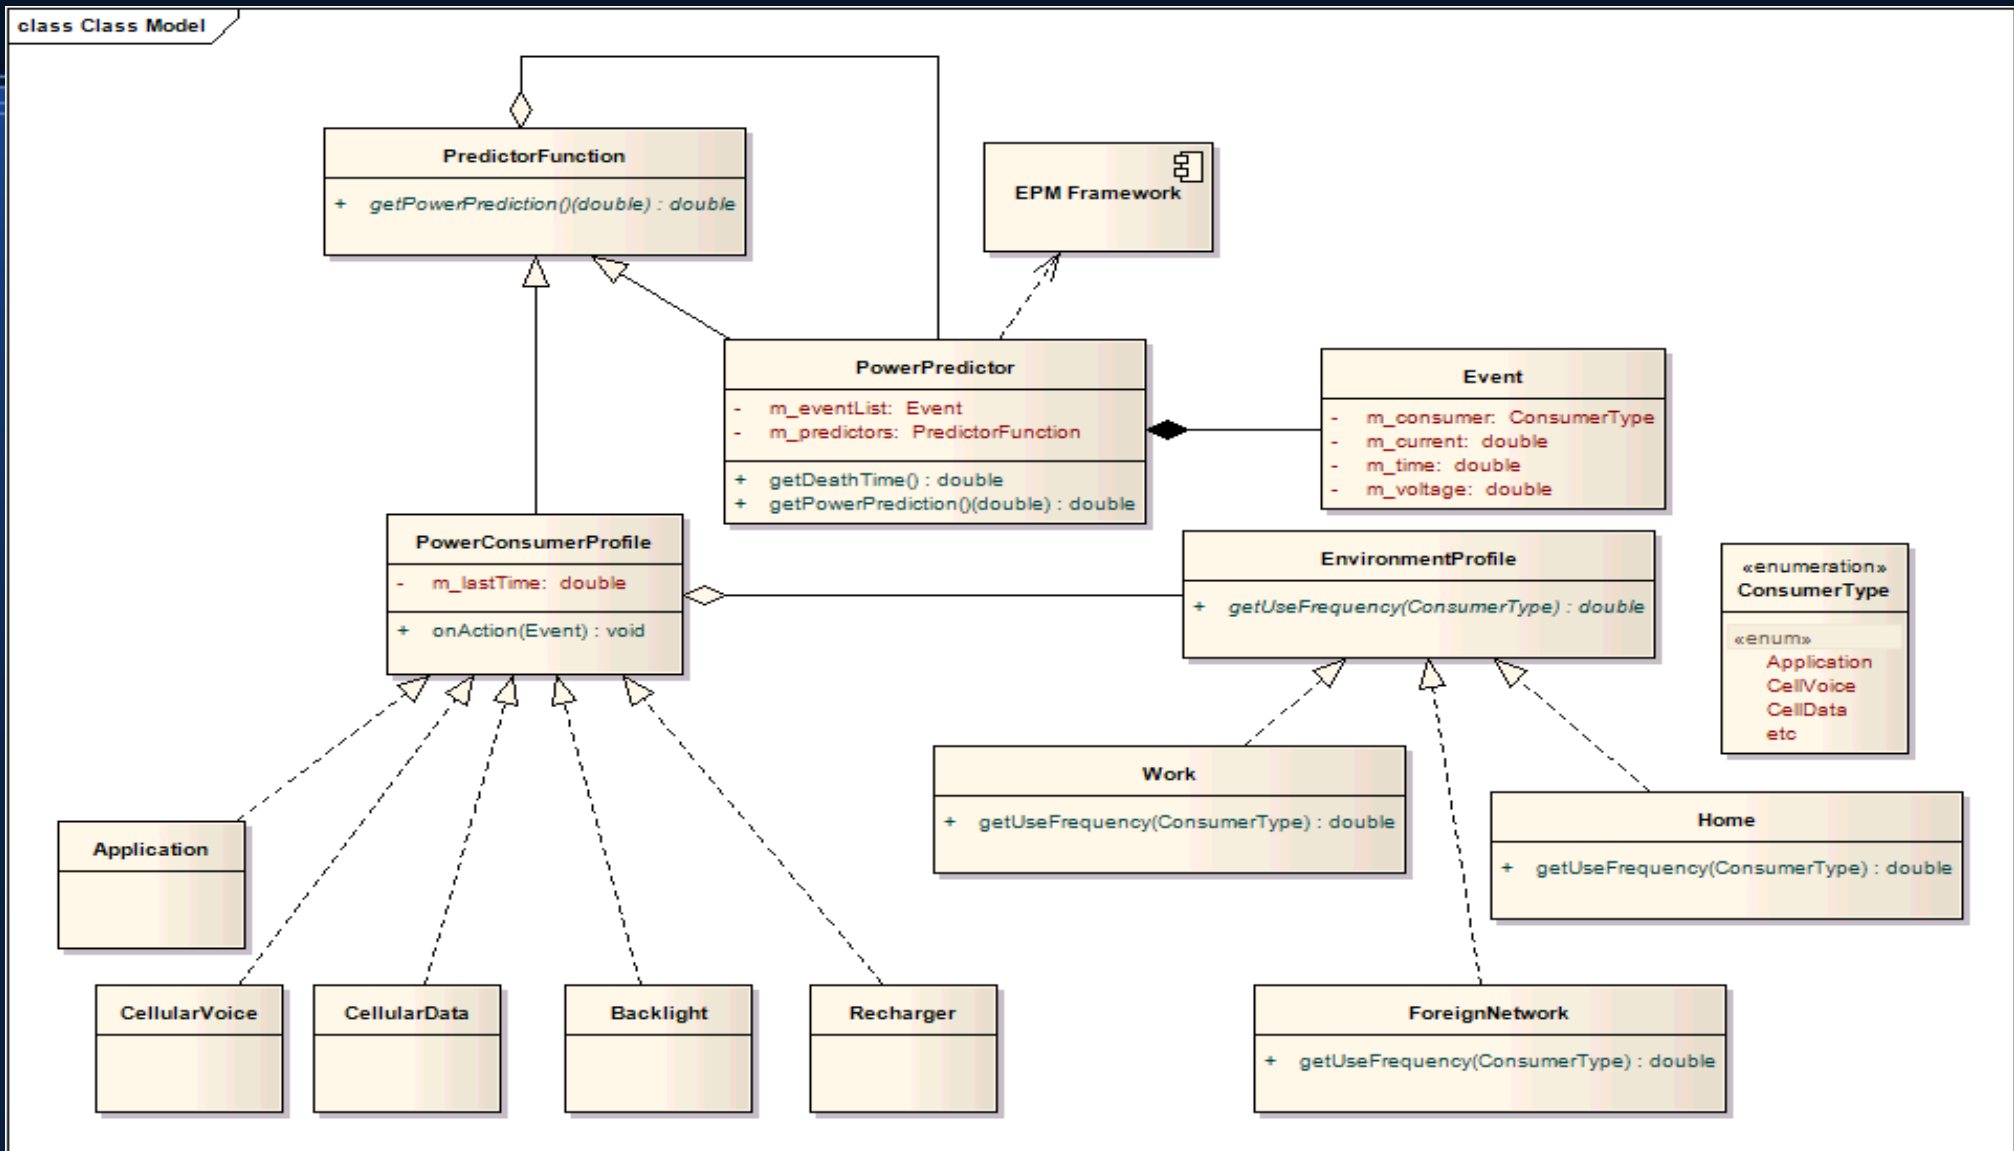 class Class Model
PredictorFunction
+ getPowerPrediction()(double) : double
EPM Framework
PowerPredictor
- m_eventList: Event
- m_predictors: PredictorFunction
+ getDeathTime() : double
+ getPowerPrediction()(double) : double
Event
- m_consumer: ConsumerType
- m_current: double
- m_time: double
- m_voltage: double
PowerConsumerProfile
- m_lastTime: double
+ onAction(Event) : void
EnvironmentProfile
+ getUseFrequency(ConsumerType) : double
«enumeration»
ConsumerType
«enum»
Application
CellVoice
CellData
etc
Work
+ getUseFrequency(ConsumerType) : double
Home
+ getUseFrequency(ConsumerType) : double
Application
CellularVoice
CellularData
Backlight
Recharger
ForeignNetwork
+ getUseFrequency(ConsumerType) : double